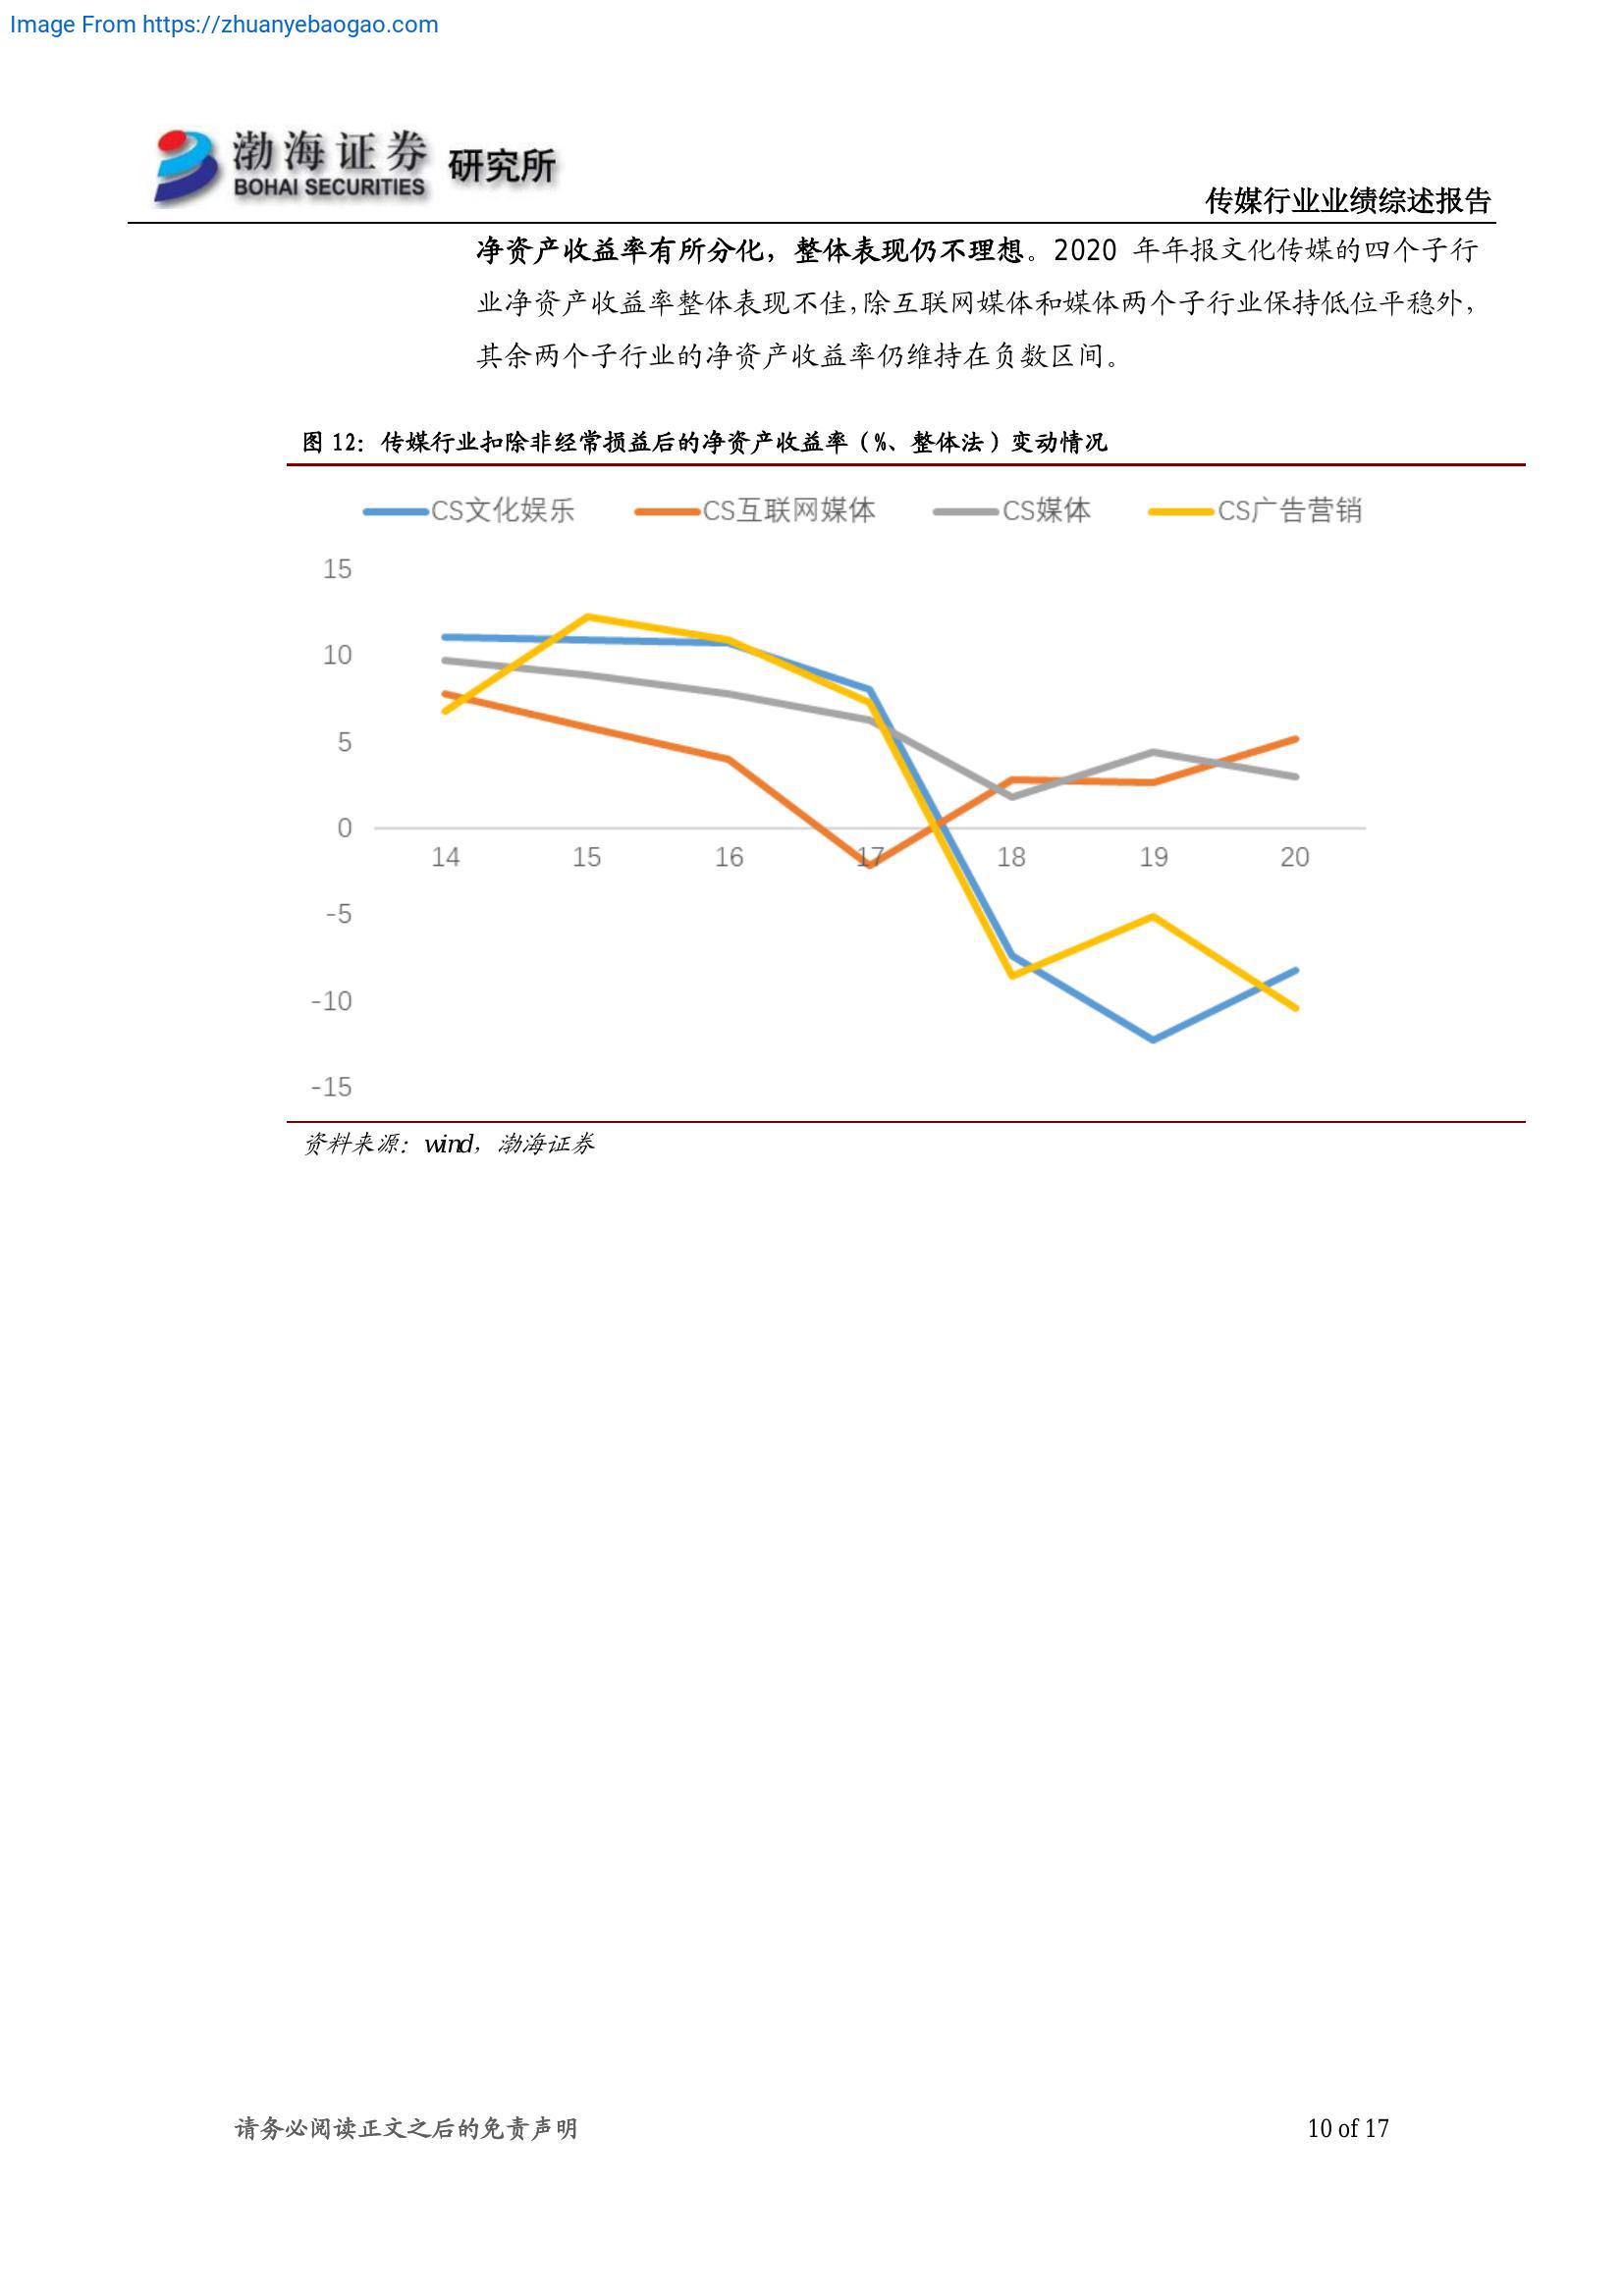 Image From https://zhuanyebaogao.com
渤海证券 研究所
BOHAI SECURITIES
传媒行业业绩综述报告
净资产收益率有所分化，整体表现仍不理想。2020 年年报文化传媒的四个子行
业净资产收益率整体表现不佳，除互联网媒体和媒体两个子行业保持低位平稳外，
其余两个子行业的净资产收益率仍维持在负数区间。
图 12：传媒行业扣除非经常损益后的净资产收益率（%、整体法）变动情况
CS文化娱乐 CS互联网媒体 CS媒体 CS广告营销
15
10
5
0
14 15 16 17 18 19 20
-5
-10
-15
资料来源：wind，渤海证券
请务必阅读正文之后的免责声明 10 of 17